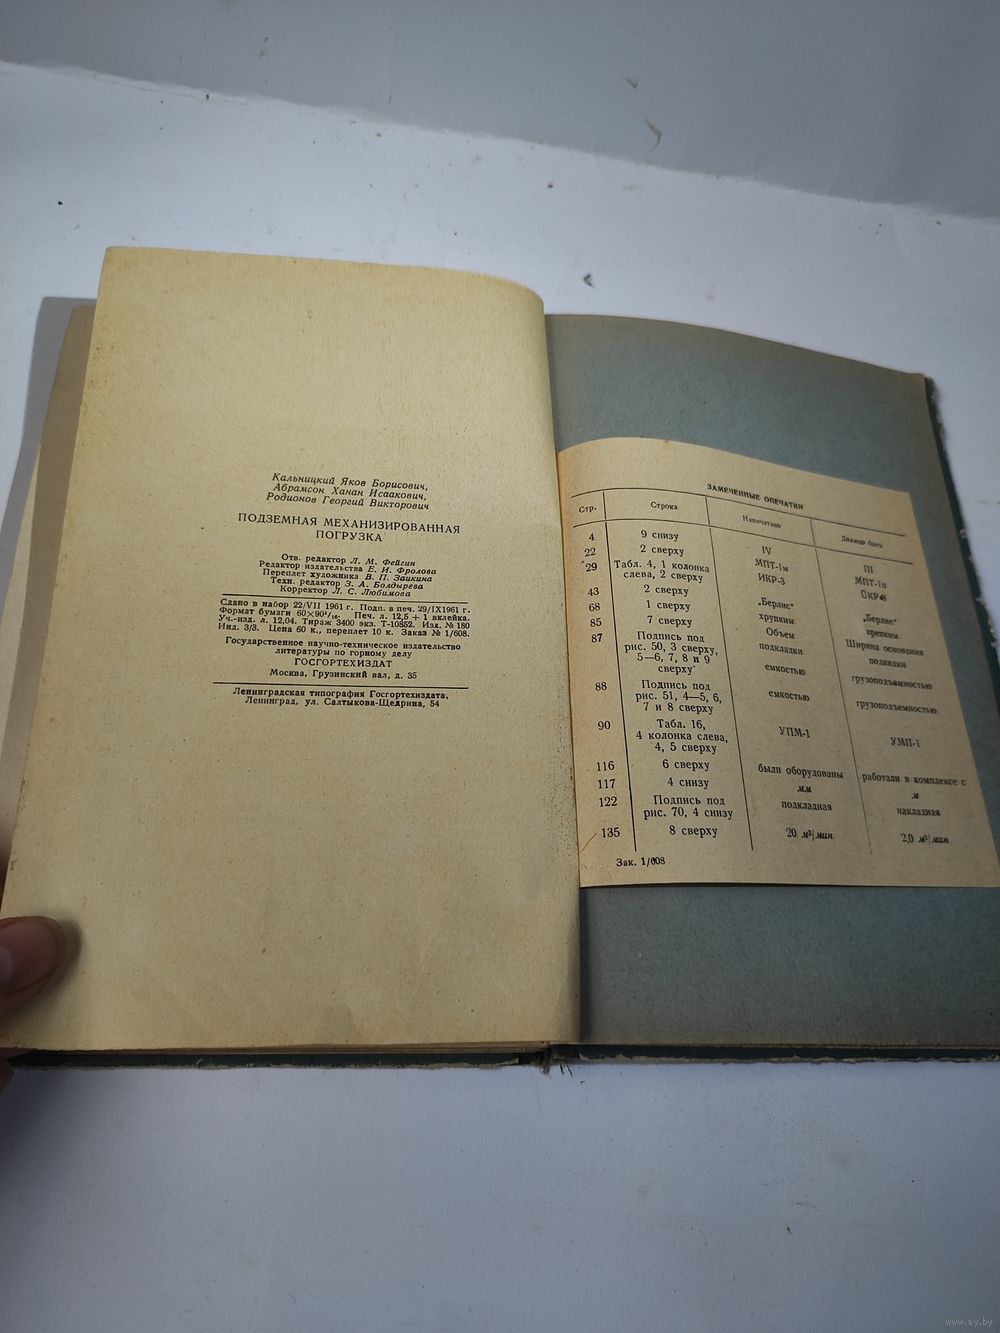 Кальницкий Яков Борисович,
Абрамсон Ханан Исаакович,
Родионов Георгий Викторович
ПОДЗЕМНАЯ МЕХАНИЗИРОВАННАЯ
ПОГРУЗКА
Отв. редактор Л. М. Фейгин
Редактор издательства Е. И. Фролова
Переплет художника В. П. Заикина
Техн. редактор З. А. Болдырева
Корректор Л. С. Любимова
Сдано в набор 22/VII 1961 г. Подп. в печ. 29/IX1961 г.
Формат бумаги 60×90¹/₁₆ Печ. л. 12,5 + 1 вклейка.
Уч.-изд. л. 12,04. Тираж 3400 экз. Т-10852. Изд. № 180
Инд. 3/3. Цена 60 к., переплет 10 к. Заказ № 1/608.
Государственное научно-техническое издательство
литературы по горному делу
ГОСГОРТЕХИЗДАТ
Москва, Грузинский вал, д. 35
Ленинградская типография Госгортехиздата,
Ленинград, ул. Салтыкова-Щедрина, 54
ЗАМЕЧЕННЫЕ ОПЕЧАТКИ
Стр. Строка Напечатано Должно быть
4 9 снизу IV III
22 2 сверху МПТ-1м МПТ-1п
29 Табл. 4, 1 колонка ИКР-3
слева, 2 сверху
43 2 сверху „Берлис" „Берлие"
68 1 сверху хрупким крепким
85 7 сверху Объем Ширина основания
87 Подпись под подкладки подкидки
рис. 50, 3 сверху,
5—6, 7, 8 и 9 емкостью грузоподъемностью
сверху
88 Подпись под емкостью грузоподъемностью
рис. 51, 4—5, 6,
7 и 8 сверху
90 Табл. 16, УПМ-1 УМП-1
4 колонка слева,
4, 5 сверху
116 6 сверху были оборудованы работали в комплексе с
117 4 снизу мм м
122 Подпись под подкладная накладная
рис. 70, 4 снизу
135 8 сверху 20 м³/мин 2,0 м³/мин
Зак. 1/608
www.ay.by